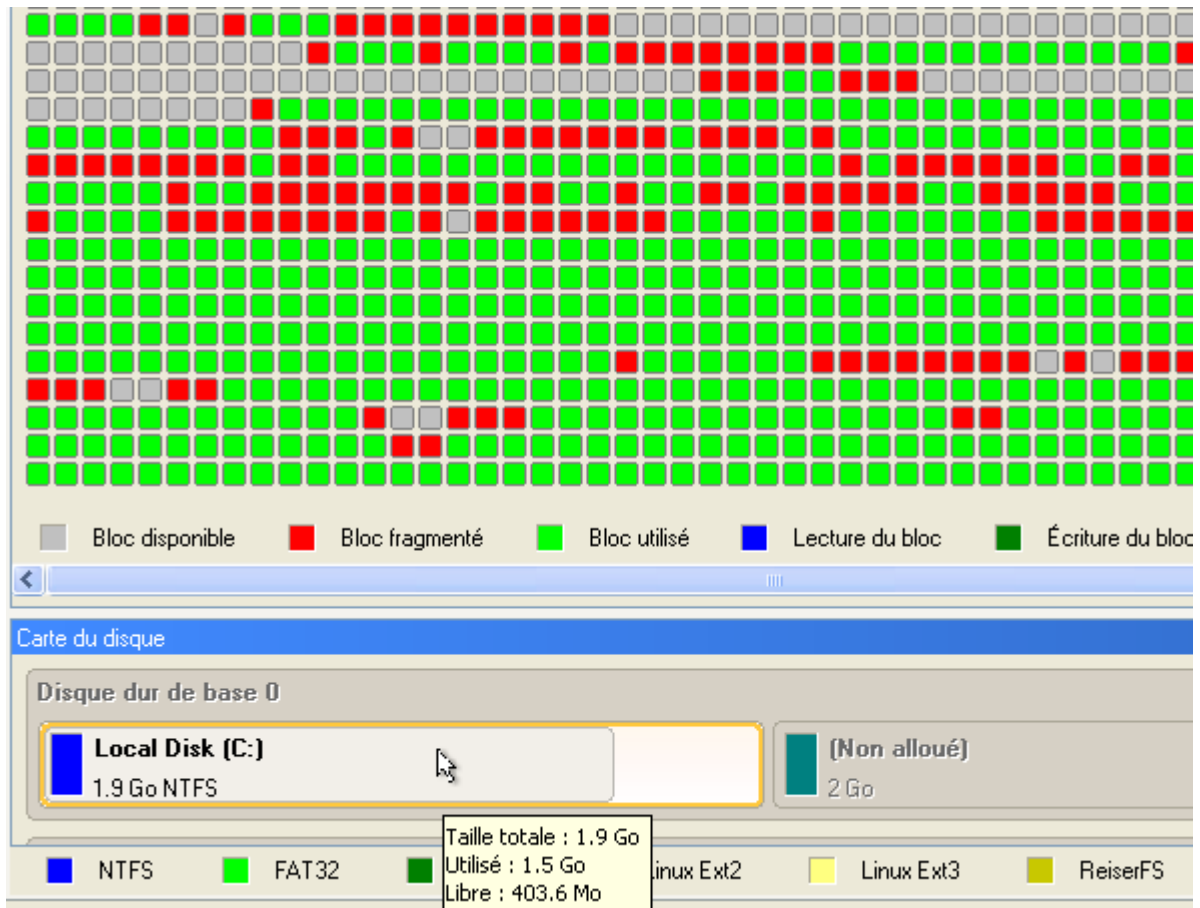 Bloc disponible Bloc fragmenté Bloc utilisé Lecture du bloc Écriture du bloc
Carte du disque
Disque dur de base 0
Local Disk (C:) (Non alloué)
1.9 Go NTFS 2 Go
Taille totale : 1.9 Go
Utilisé : 1.5 Go
Libre : 403.6 Mo
NTFS FAT32 inux Ext2 Linux Ext3 ReiserFS